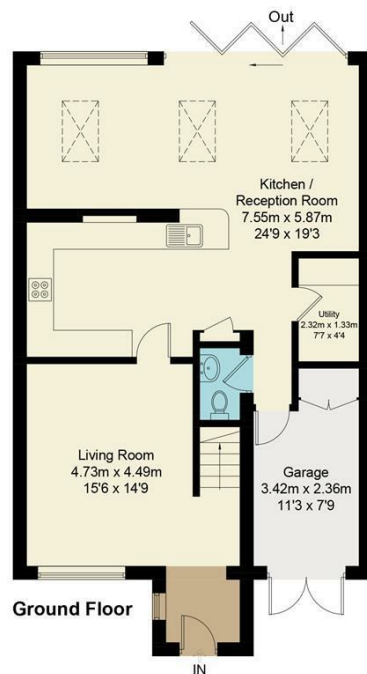 Out
Kitchen /
Reception Room
7.55m x 5.87m
24'9 x 19'3
Utility
2.32m x 1.33m
7'7 x 4'4
Living Room
4.73m x 4.49m
15'6 x 14'9
Garage
3.42m x 2.36m
11'3 x 7'9
Ground Floor
IN